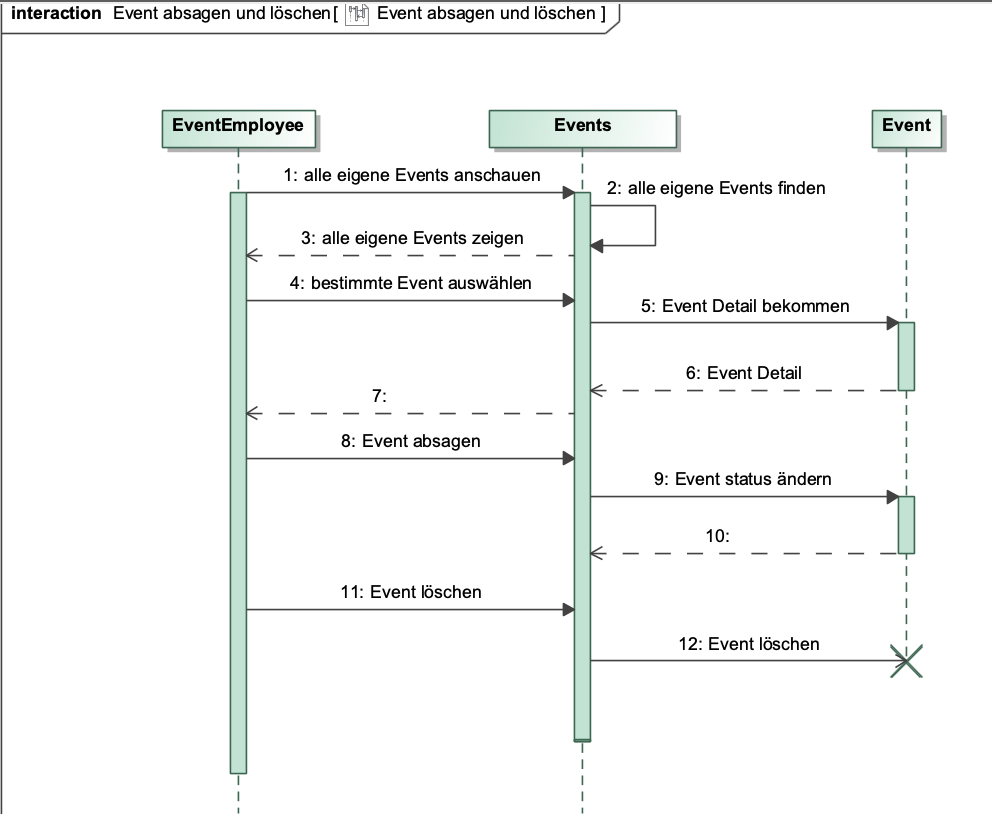 interaction Event absagen und löschen[ Event absagen und löschen ]
EventEmployee
Events
Event
1: alle eigene Events anschauen
2: alle eigene Events finden
3: alle eigene Events zeigen
4: bestimmte Event auswählen
5: Event Detail bekommen
6: Event Detail
7:
8: Event absagen
9: Event status ändern
10:
11: Event löschen
12: Event löschen